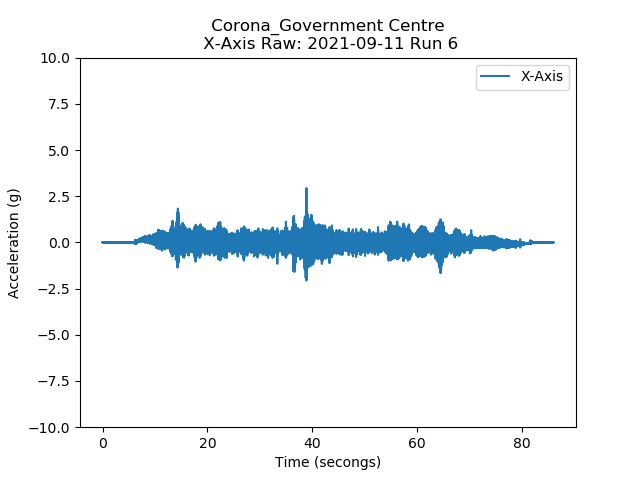 Corona_Government Centre
X-Axis Raw: 2021-09-11 Run 6
X-Axis
10.0
7.5
5.0
2.5
0.0
−2.5
−5.0
−7.5
−10.0
Acceleration (g)
0 20 40 60 80
Time (secongs)